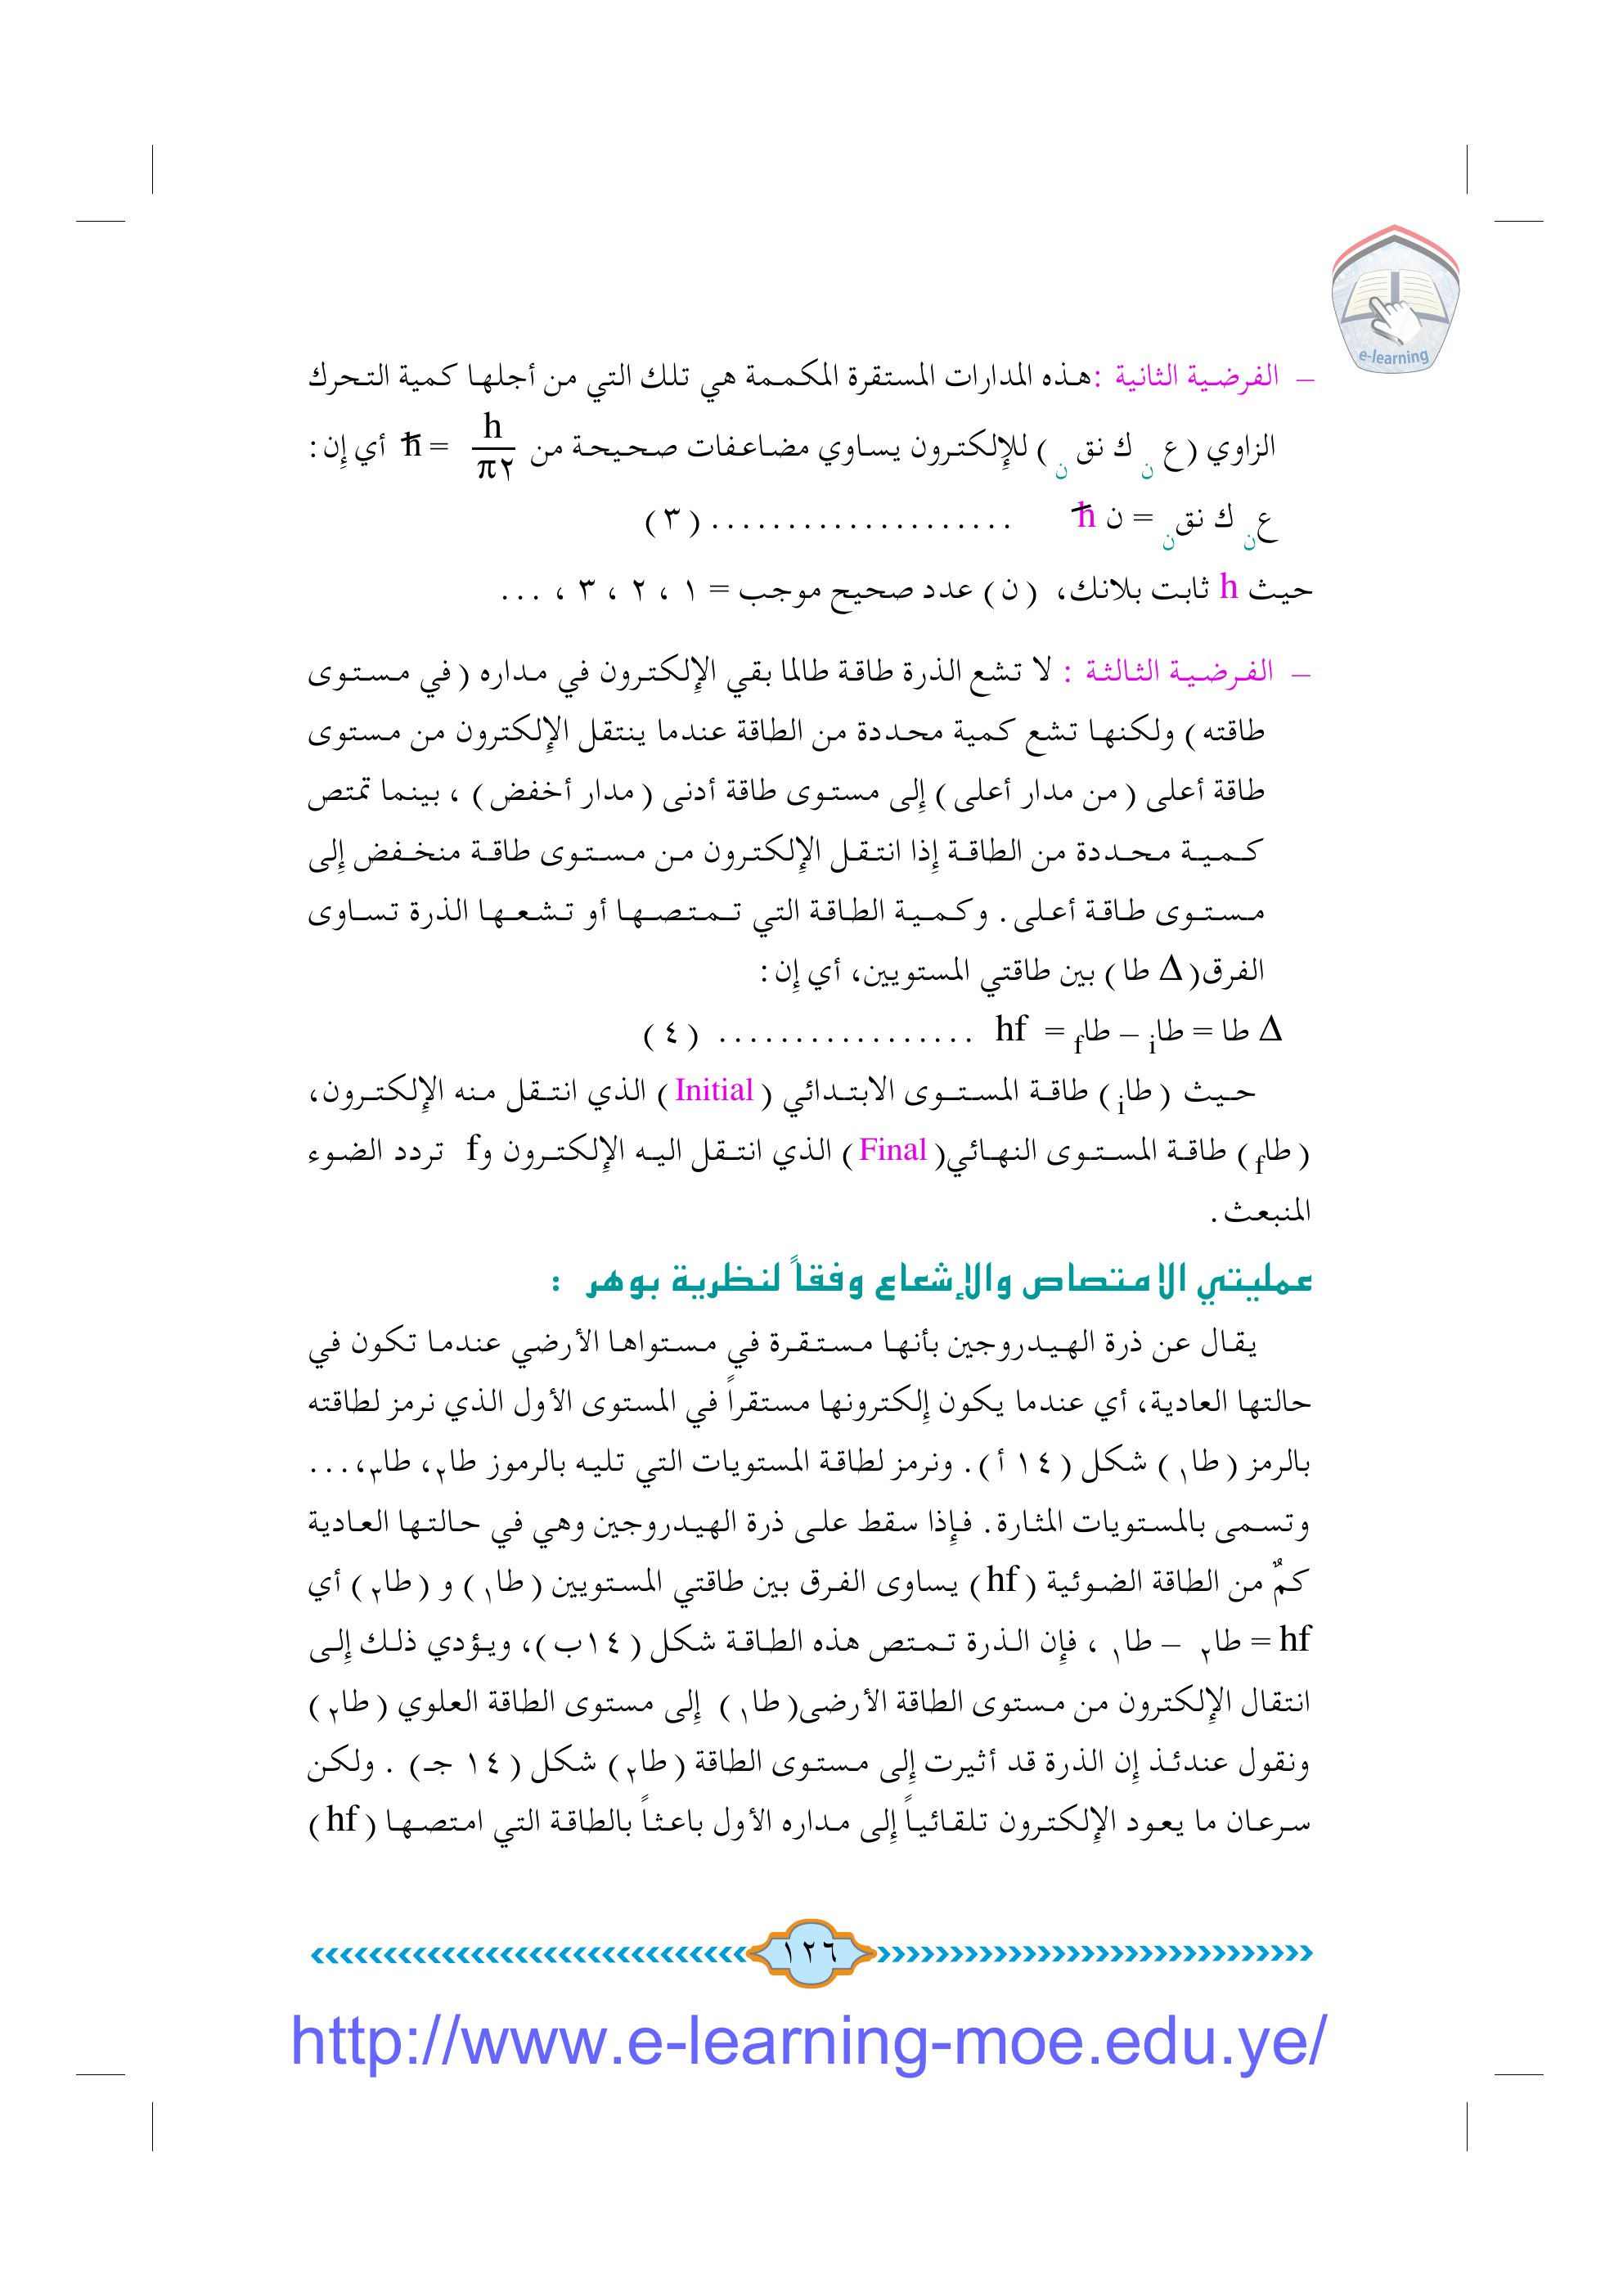 e-learning
– الفرضية الثانية :هذه المدارات المستقرة المكممة هي تلك التي من أجلها كمية التحرك
الزاوي (ع ن ك نق ن ) للإلكترون يساوي مضاعفات صحيحة من h / ٢π = ħ أي إن:
ع ن ك نق ن = ن ħ .................... (٣)
حيث h ثابت بلانك، (ن) عدد صحيح موجب = ١ ، ٢ ، ٣ ، ...
– الفرضية الثالثة : لا تشع الذرة طاقة طالما بقي الإلكترون في مداره (في مستوى
طاقته) ولكنها تشع كمية محددة من الطاقة عندما ينتقل الإلكترون من مستوى
طاقة أعلى (من مدار أعلى) إلى مستوى طاقة أدنى (مدار أخفض) ، بينما تمتص
كمية محددة من الطاقة إذا انتقل الإلكترون من مستوى طاقة منخفض إلى
مستوى طاقة أعلى. وكمية الطاقة التي تمتصها أو تشعها الذرة تساوى
الفرق(Δ طا) بين طاقتي المستويين، أي إن:
Δ طا = طاi – طاf = hf ................. (٤)
حيث (طاi) طاقة المستوى الابتدائي (Initial) الذي انتقل منه الإلكترون،
(طاf) طاقة المستوى النهائي(Final) الذي انتقل اليه الإلكترون وf تردد الضوء
المنبعث.
عمليتي الامتصاص والإشعاع وفقاً لنظرية بوهر :
يقال عن ذرة الهيدروجين بأنها مستقرة في مستواها الأرضي عندما تكون في
حالتها العادية، أي عندما يكون إلكترونها مستقراً في المستوى الأول الذي نرمز لطاقته
بالرمز (طا١) شكل (١٤ أ). ونرمز لطاقة المستويات التي تليه بالرموز طا٢، طا٣،...
وتسمى بالمستويات المثارة. فإذا سقط على ذرة الهيدروجين وهي في حالتها العادية
كمٌ من الطاقة الضوئية (hf) يساوى الفرق بين طاقتي المستويين (طا١) و (طا٢) أي
hf = طا٢ – طا١ ، فإن الذرة تمتص هذه الطاقة شكل (١٤ب)، ويؤدي ذلك إلى
انتقال الإلكترون من مستوى الطاقة الأرضى(طا١) إلى مستوى الطاقة العلوي (طا٢)
ونقول عندئذ إن الذرة قد أثيرت إلى مستوى الطاقة (طا٢) شكل (١٤ جـ) . ولكن
سرعان ما يعود الإلكترون تلقائياً إلى مداره الأول باعثاً بالطاقة التي امتصها (hf)
١٢٦
http://www.e-learning-moe.edu.ye/